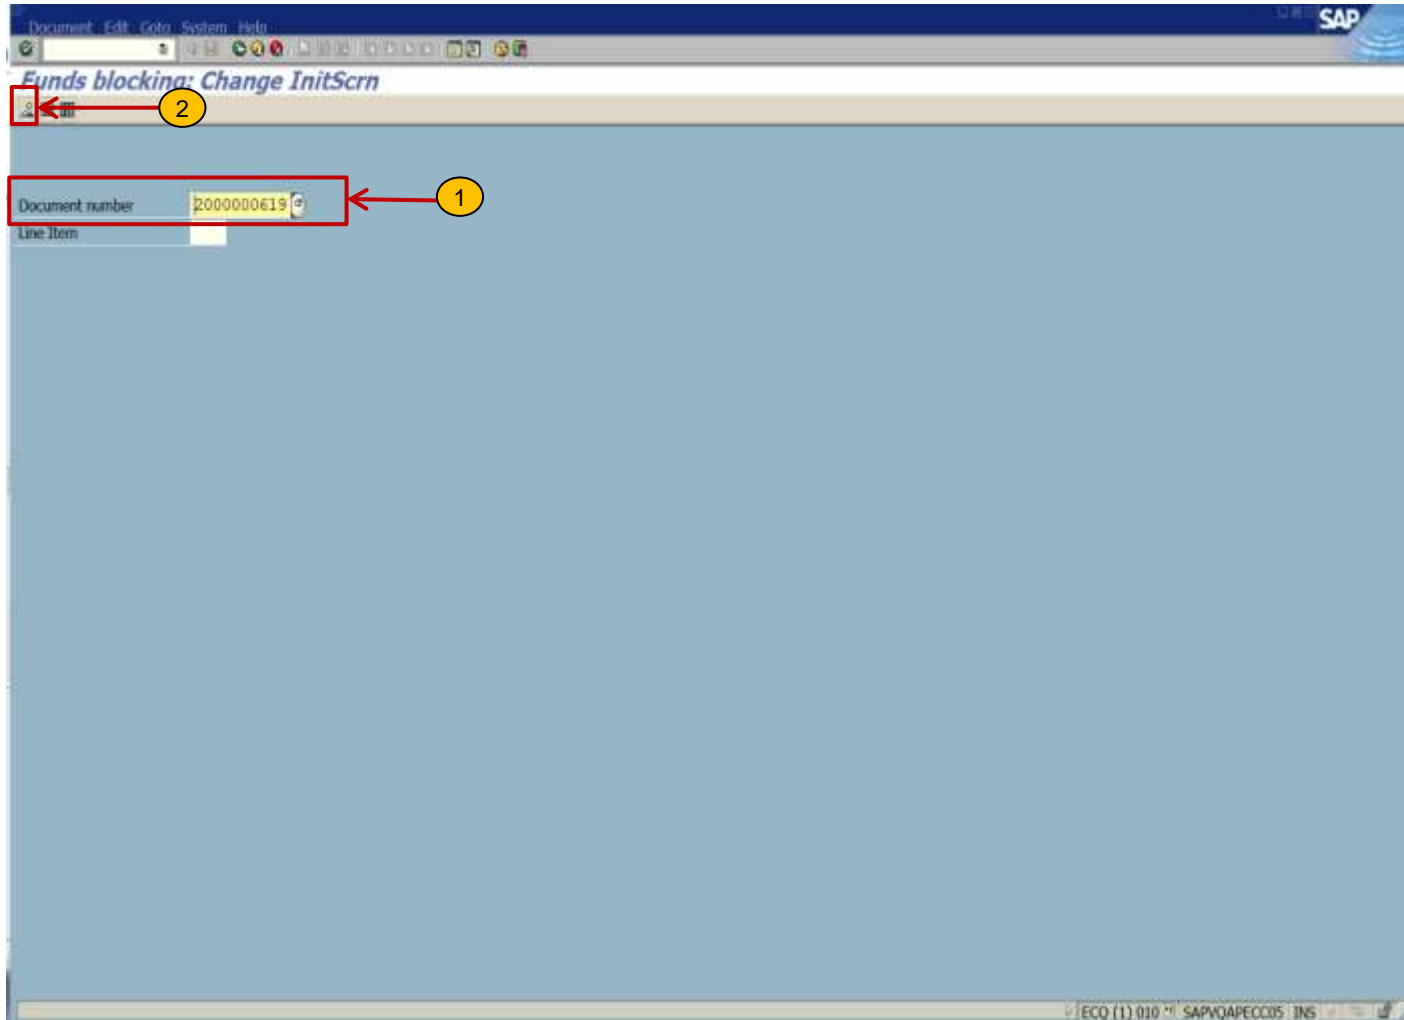 Document Edit Goto System Help
SAP
Funds blocking: Change InitScrn
2
Document number 2000000619
1
Line Item
ECQ (1) 010 SAPVQAPECC05 INS